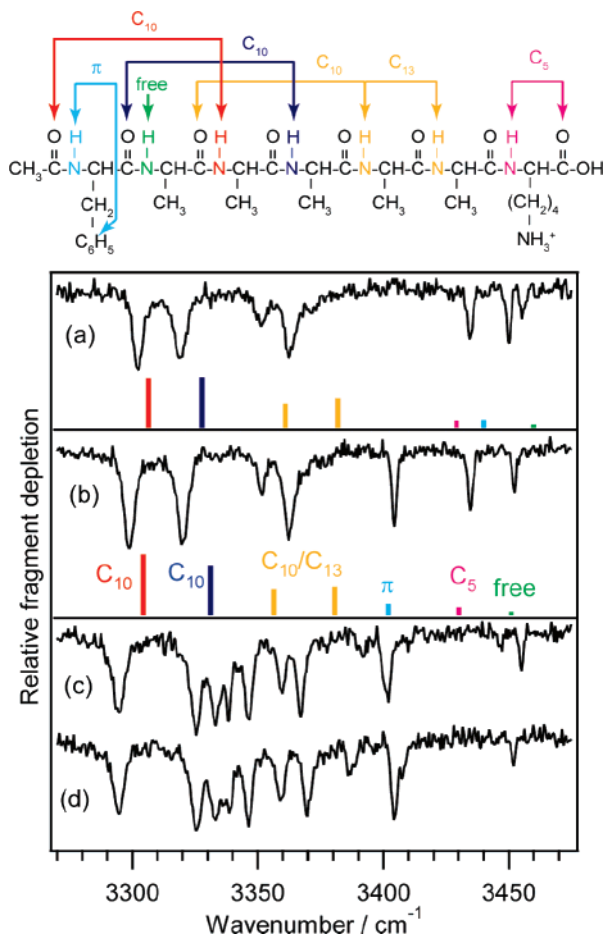 C₁₀
π
free
C₁₀
C₁₀
C₁₃
C₅
O H O H O H O H O H O H O H O
CH₃—C—N—CH—C—N—CH—C—N—CH—C—N—CH—C—N—CH—C—N—CH—C—N—CH—C—OH
CH₂ CH₃ CH₃ CH₃ CH₃ CH₃ (CH₂)₄
C₆H₅ NH₃⁺
(a)
(b)
C₁₀ C₁₀ C₁₀/C₁₃ π C₅ free
(c)
(d)
Relative fragment depletion
3300 3350 3400 3450
Wavenumber / cm⁻¹